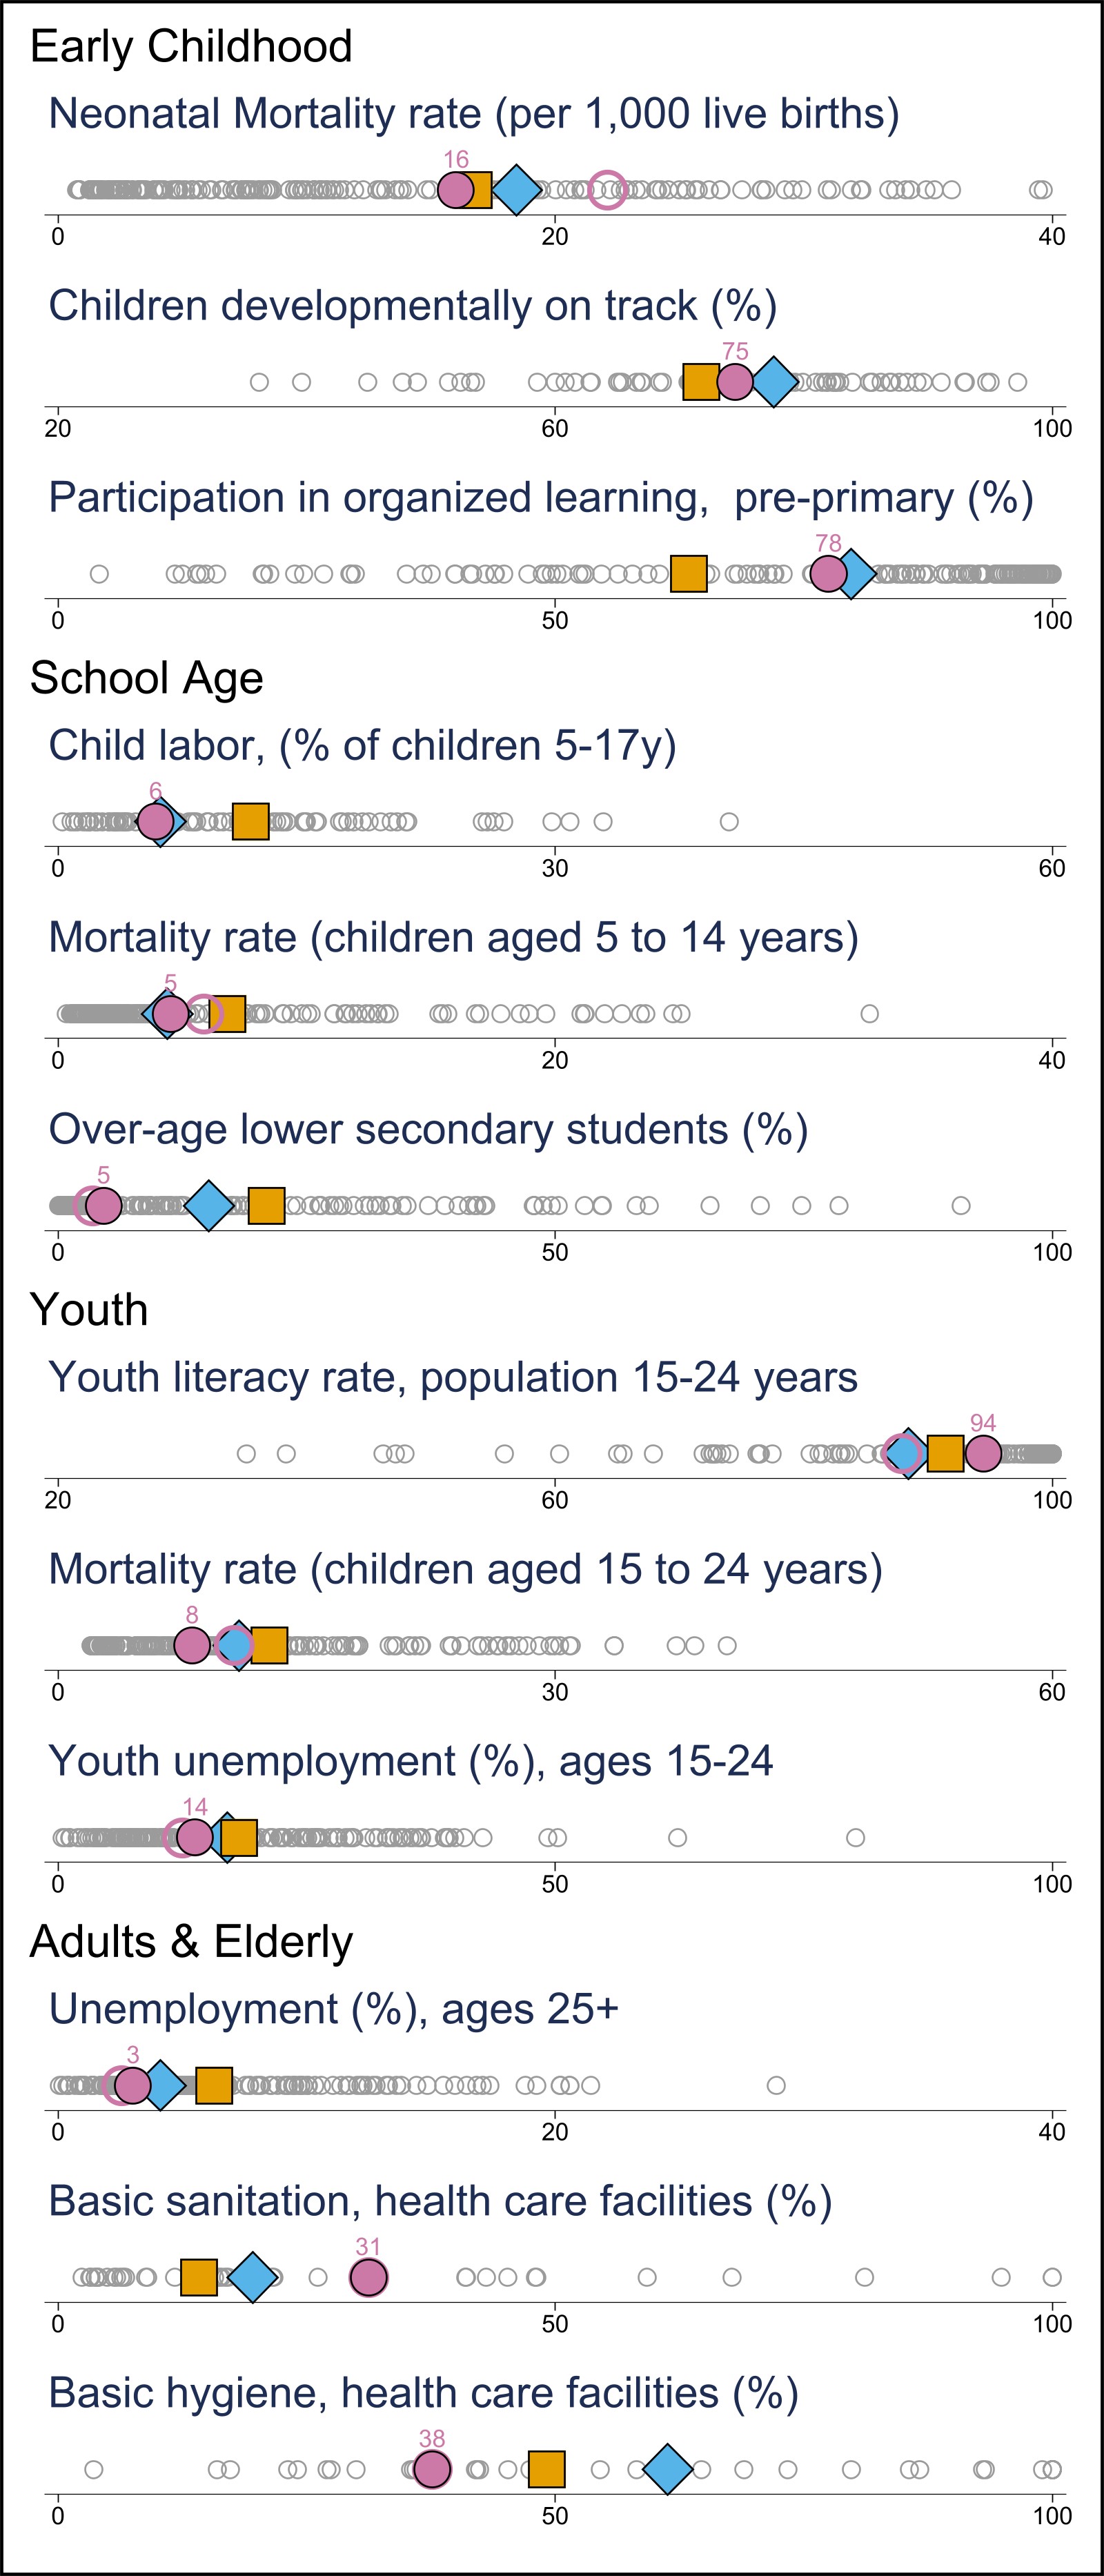 Early Childhood
Neonatal Mortality rate (per 1,000 live births)
16
0 20 40
Children developmentally on track (%)
75
20 60 100
Participation in organized learning,  pre-primary (%)
78
0 50 100
School Age
Child labor, (% of children 5-17y)
6
0 30 60
Mortality rate (children aged 5 to 14 years)
5
0 20 40
Over-age lower secondary students (%)
5
0 50 100
Youth
Youth literacy rate, population 15-24 years
94
20 60 100
Mortality rate (children aged 15 to 24 years)
8
0 30 60
Youth unemployment (%), ages 15-24
14
0 50 100
Adults & Elderly
Unemployment (%), ages 25+
3
0 20 40
Basic sanitation, health care facilities (%)
31
0 50 100
Basic hygiene, health care facilities (%)
38
0 50 100